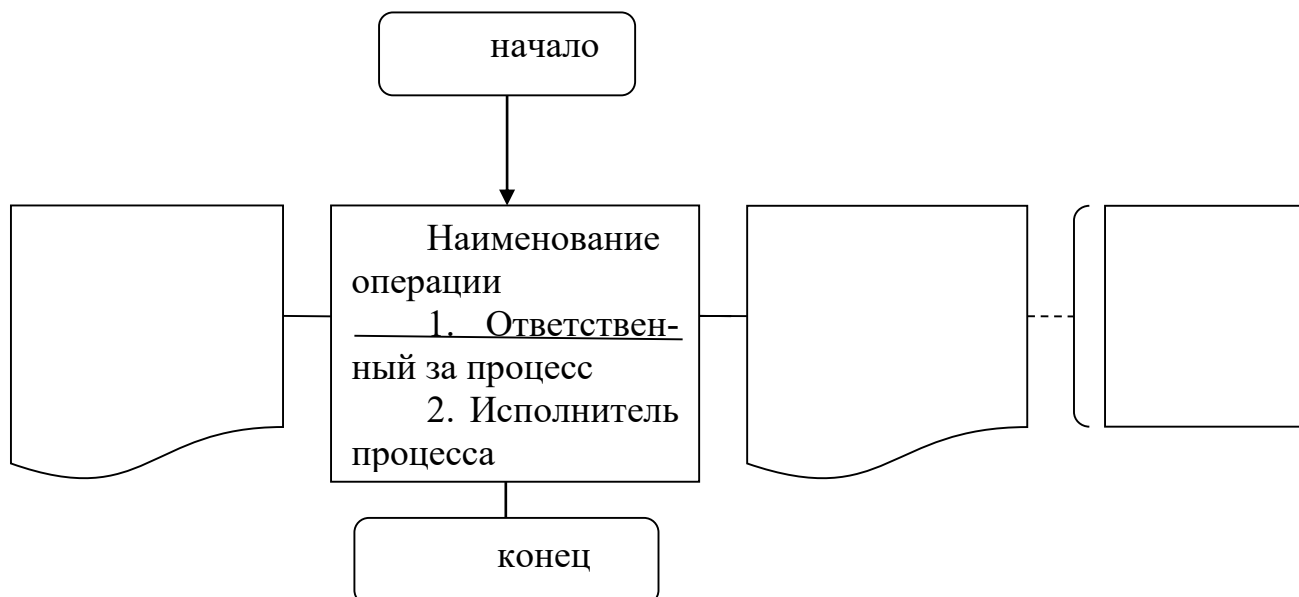 начало
Наименование
операции
1. Ответствен-
ный за процесс
2. Исполнитель
процесса
конец